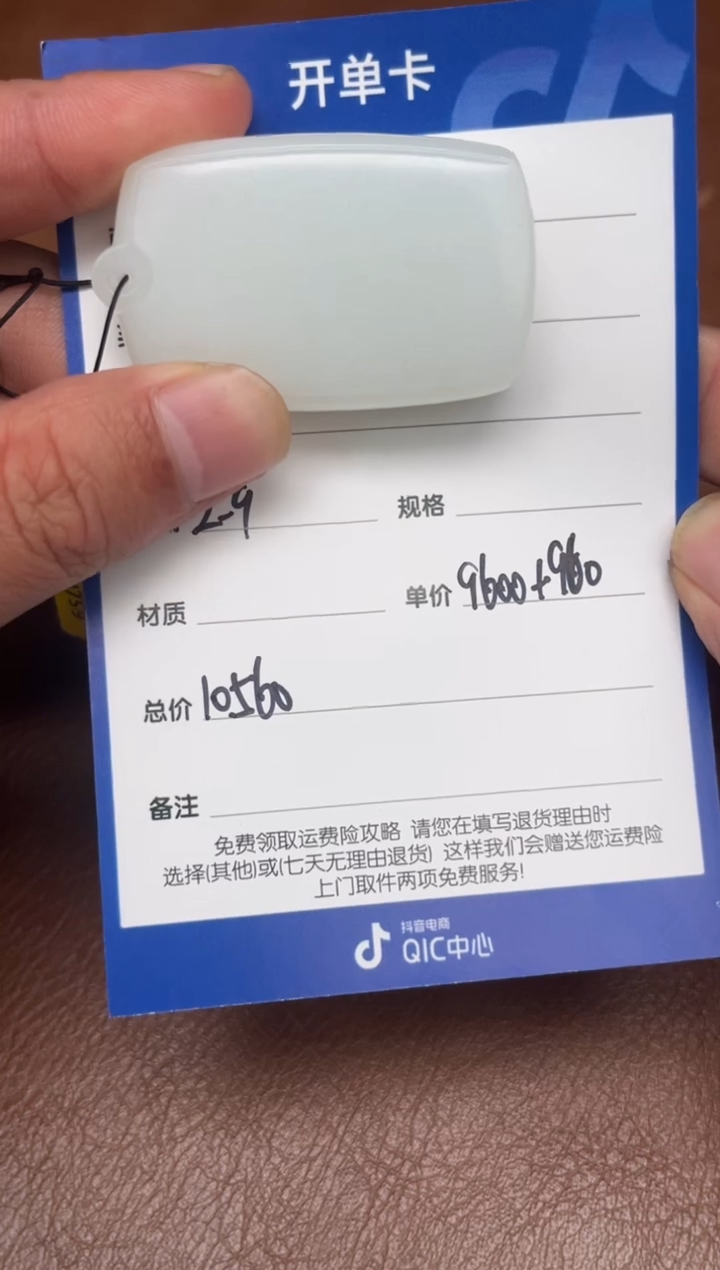 开单卡
2-9
规格
材质
单价 9600+960
总价 10560
备注
免费领取运费险攻略 请您在填写退货理由时
选择(其他)或(七天无理由退货) 这样我们会赠送您运费险
上门取件两项免费服务!
抖音电商
QIC中心